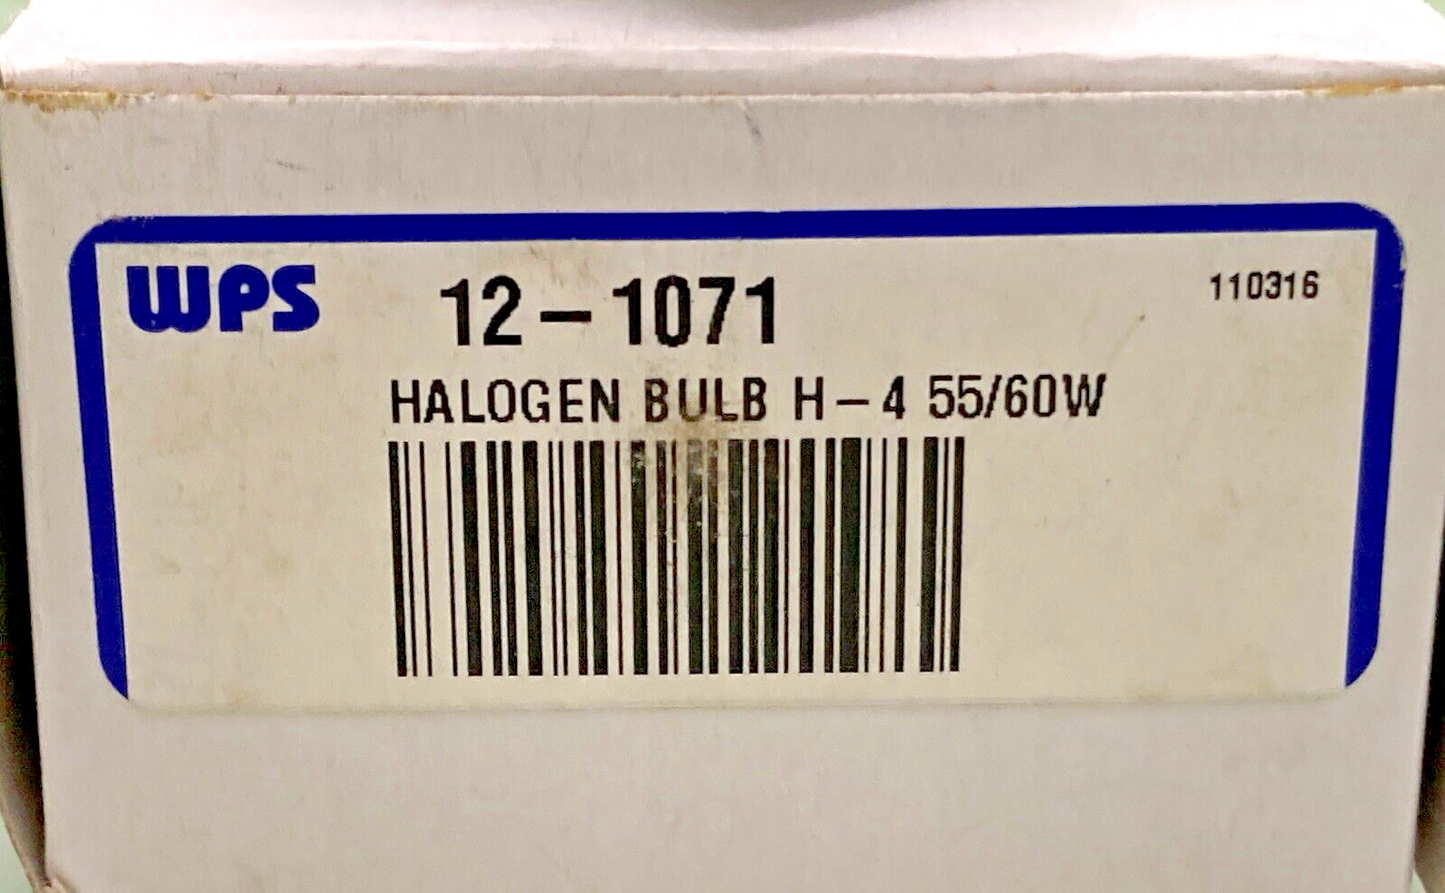 WPS 12-1071 110316
HALOGEN BULB H-4 55/60W